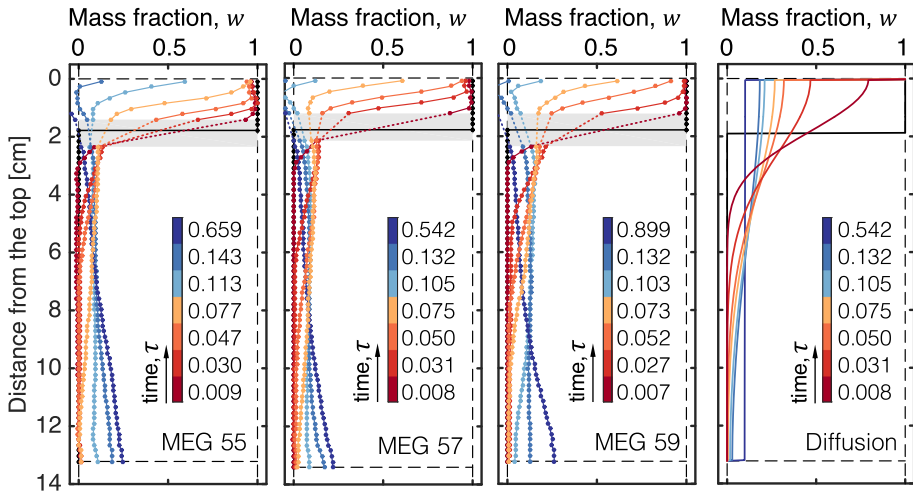 Mass fraction, w
Mass fraction, w
Mass fraction, w
Mass fraction, w
0 0.5 1
0 0.5 1
0 0.5 1
0 0.5 1
Distance from the top [cm]
0
2
4
6
8
10
12
14
time, τ
0.659
0.143
0.113
0.077
0.047
0.030
0.009
MEG 55
time, τ
0.542
0.132
0.105
0.075
0.050
0.031
0.008
MEG 57
time, τ
0.899
0.132
0.103
0.073
0.052
0.027
0.007
MEG 59
time, τ
0.542
0.132
0.105
0.075
0.050
0.031
0.008
Diffusion